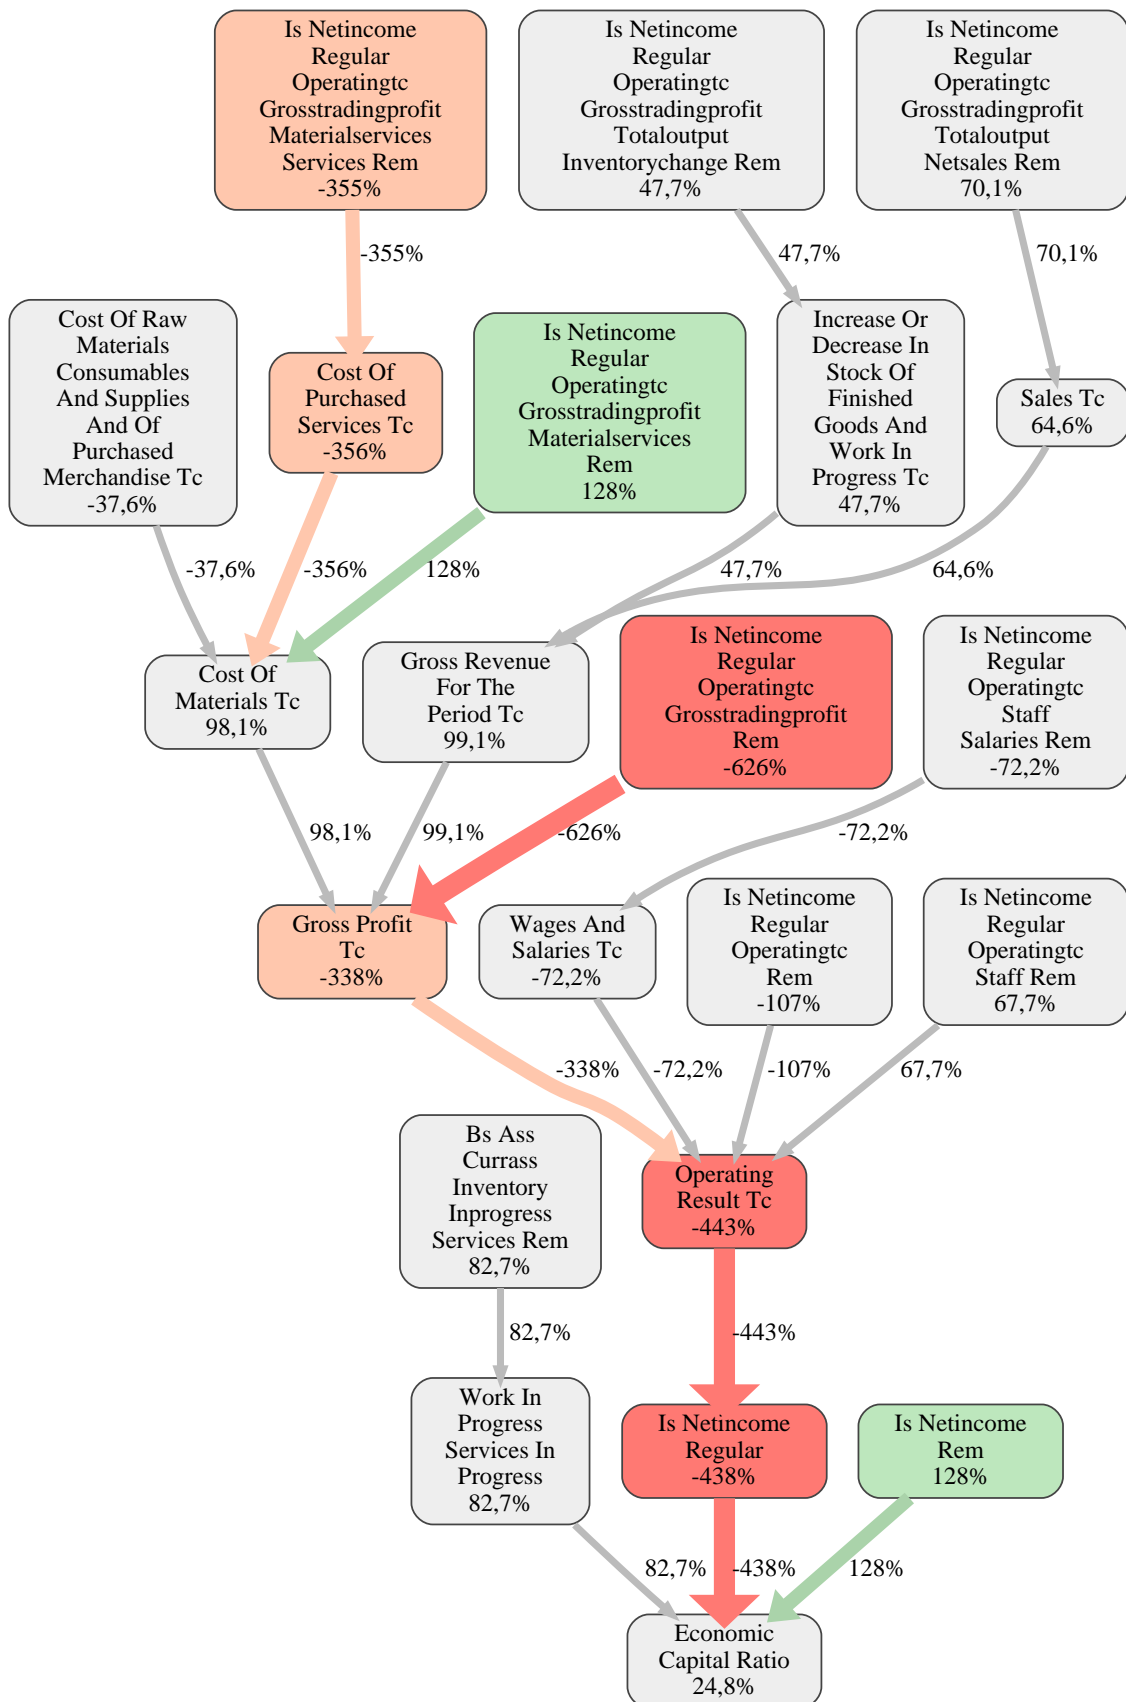 Is Netincome
Regular
Operatingtc
Grosstradingprofit
Materialservices
Services Rem
-355%
Is Netincome
Regular
Operatingtc
Grosstradingprofit
Totaloutput
Inventorychange Rem
47,7%
Is Netincome
Regular
Operatingtc
Grosstradingprofit
Totaloutput
Netsales Rem
70,1%
-355%
47,7%
70,1%
Cost Of Raw
Materials
Consumables
And Supplies
And Of
Purchased
Merchandise Tc
-37,6%
Cost Of
Purchased
Services Tc
-356%
Is Netincome
Regular
Operatingtc
Grosstradingprofit
Materialservices
Rem
128%
Increase Or
Decrease In
Stock Of
Finished
Goods And
Work In
Progress Tc
47,7%
Sales Tc
64,6%
-37,6%
-356%
128%
47,7%
64,6%
Cost Of
Materials Tc
98,1%
Gross Revenue
For The
Period Tc
99,1%
Is Netincome
Regular
Operatingtc
Grosstradingprofit
Rem
-626%
Is Netincome
Regular
Operatingtc
Staff
Salaries Rem
-72,2%
98,1%
99,1%
-626%
-72,2%
Gross Profit
Tc
-338%
Wages And
Salaries Tc
-72,2%
Is Netincome
Regular
Operatingtc
Rem
-107%
Is Netincome
Regular
Operatingtc
Staff Rem
67,7%
-338%
-72,2%
-107%
67,7%
Bs Ass
Currass
Inventory
Inprogress
Services Rem
82,7%
Operating
Result Tc
-443%
82,7%
-443%
Work In
Progress
Services In
Progress
82,7%
Is Netincome
Regular
-438%
Is Netincome
Rem
128%
82,7%
-438%
128%
Economic
Capital Ratio
24,8%